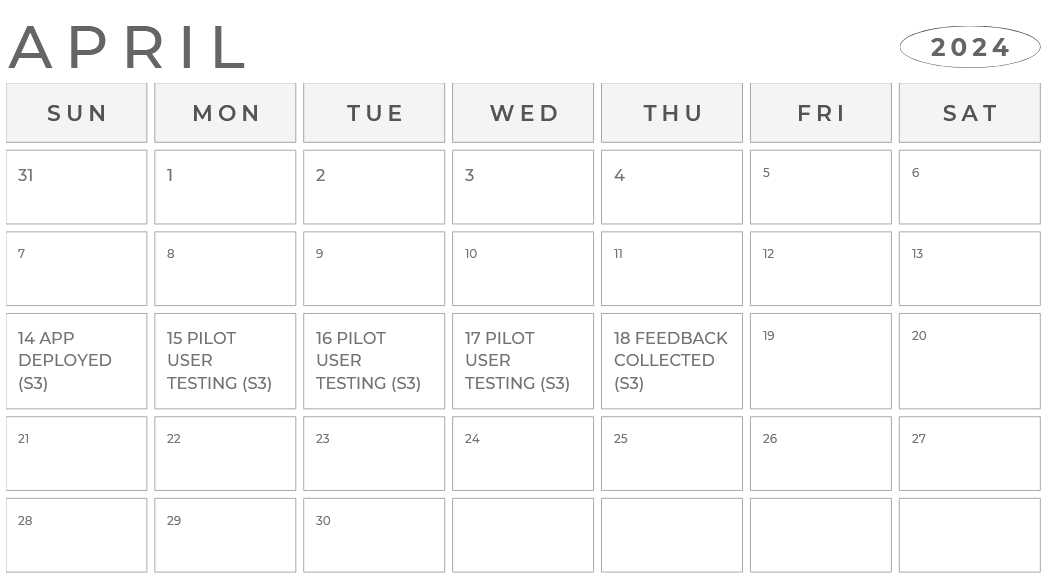 APRIL
2024
SUN MON TUE WED THU FRI SAT
31 1 2 3 4 5 6
7 8 9 10 11 12 13
14 APP
DEPLOYED
(S3)
15 PILOT
USER
TESTING (S3)
16 PILOT
USER
TESTING (S3)
17 PILOT
USER
TESTING (S3)
18 FEEDBACK
COLLECTED
(S3)
19
20
21 22 23 24 25 26 27
28 29 30